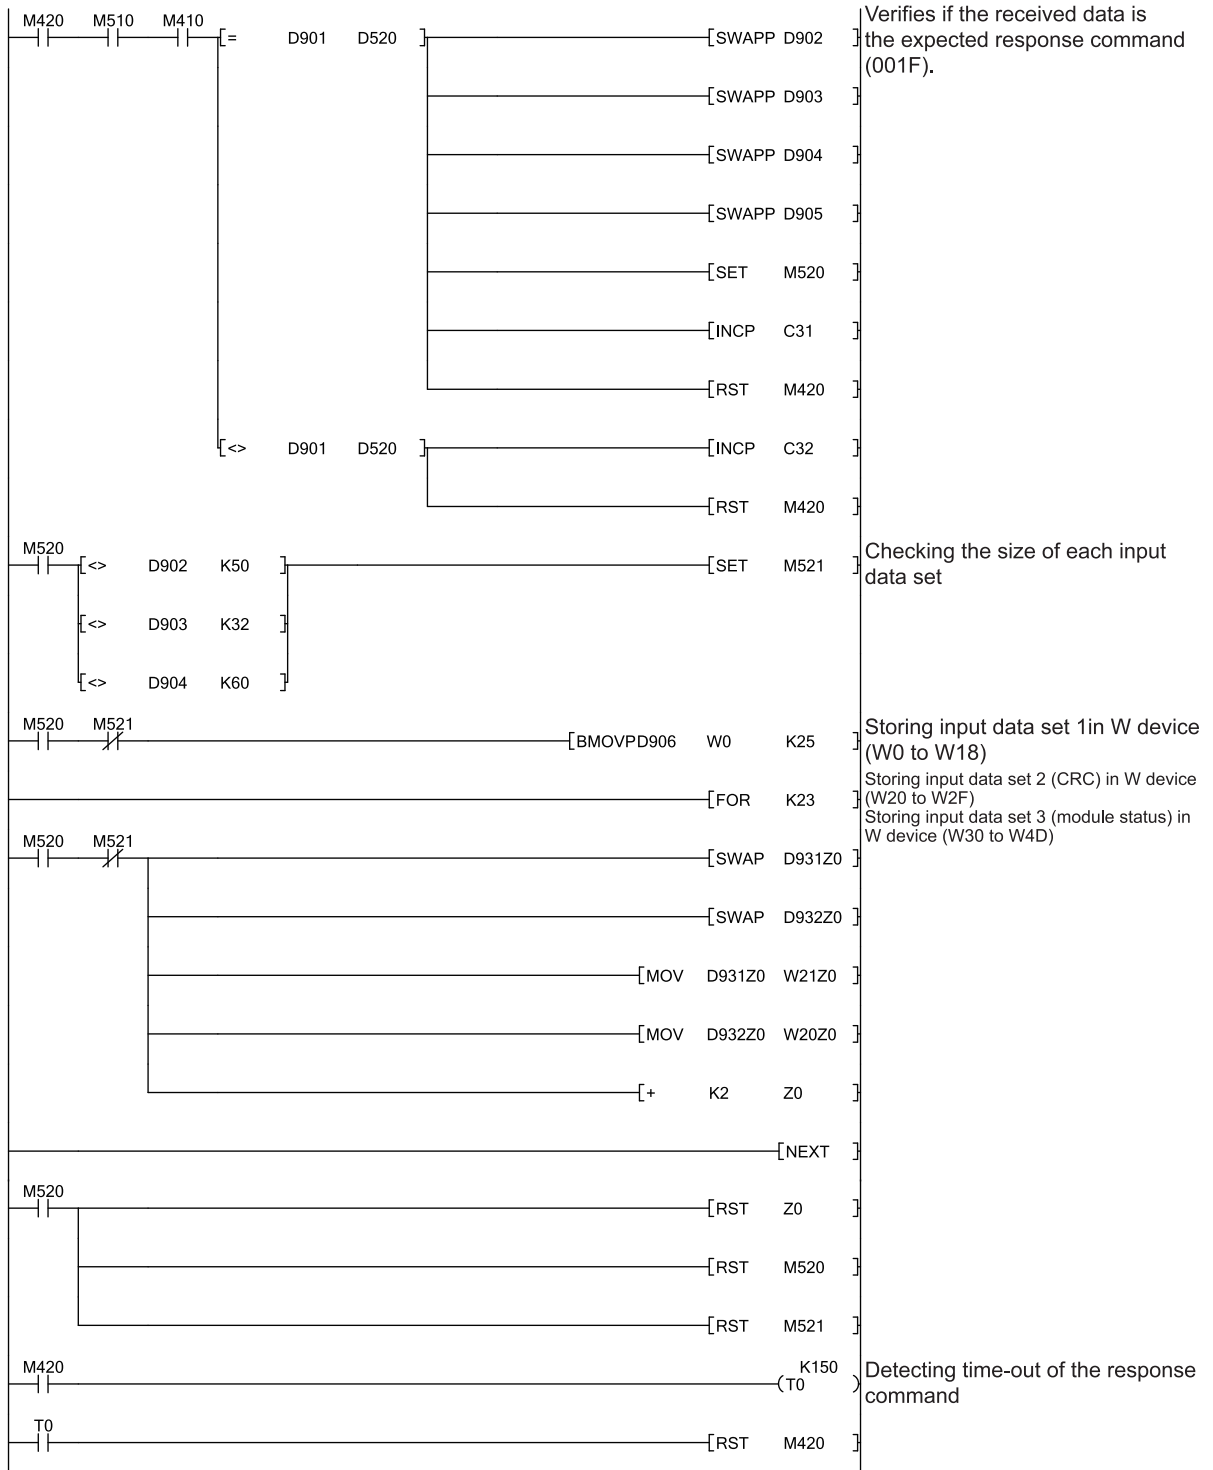 M420 M510 M410
= D901 D520 SWAPP D902
Verifies if the received data is
the expected response command
(001F).
SWAPP D903
SWAPP D904
SWAPP D905
SET M520
INCP C31
RST M420
<> D901 D520 INCP C32
RST M420
M520
<> D902 K50 SET M521
Checking the size of each input
data set
<> D903 K32
<> D904 K60
M520 M521
BMOVPD906 W0 K25
Storing input data set 1in W device
(W0 to W18)
FOR K23
Storing input data set 2 (CRC) in W device
(W20 to W2F)
Storing input data set 3 (module status) in
W device (W30 to W4D)
M520 M521
SWAP D931Z0
SWAP D932Z0
MOV D931Z0 W21Z0
MOV D932Z0 W20Z0
+ K2 Z0
NEXT
M520
RST Z0
RST M520
RST M521
M420 K150
T0
Detecting time-out of the response
command
T0
RST M420